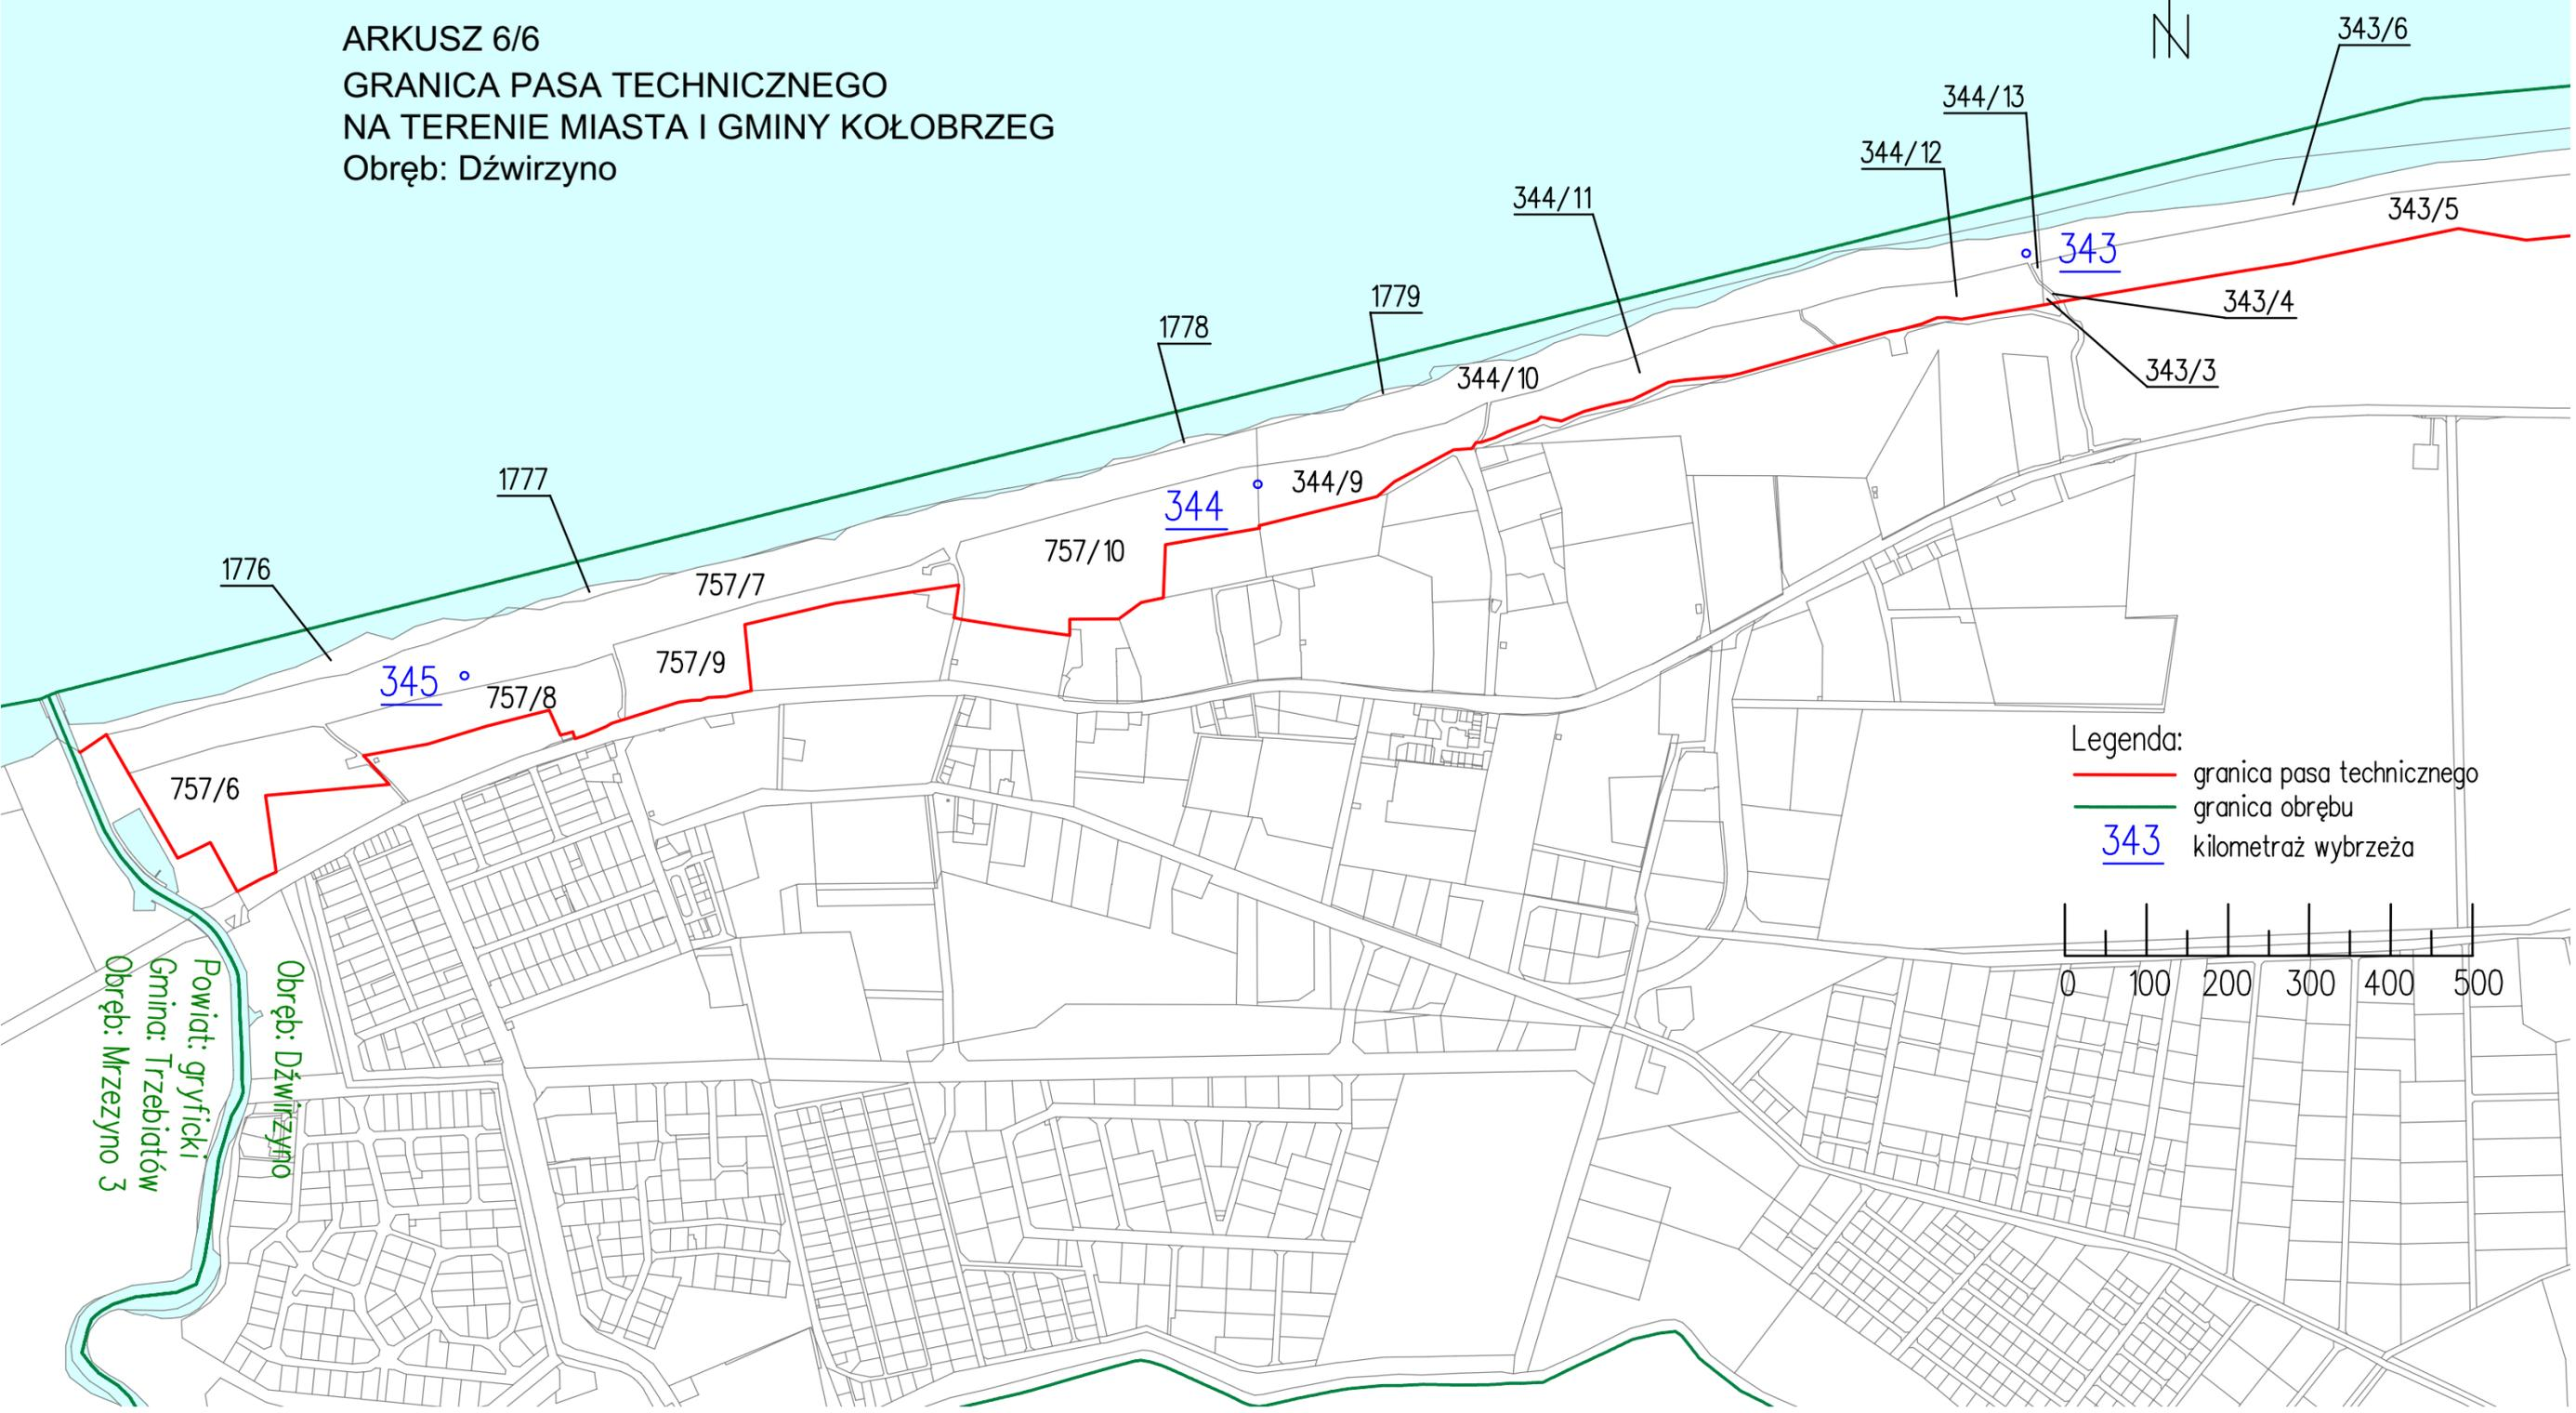 ARKUSZ 6/6
GRANICA PASA TECHNICZNEGO
NA TERENIE MIASTA I GMINY KOŁOBRZEG
Obręb: Dźwirzyno
N
343/6
344/13
344/12
344/11
343/5
343
343/4
343/3
1779
1778
344/10
344/9
344
1777
757/10
1776
757/7
757/9
345
757/8
757/6
Legenda:
granica pasa technicznego
granica obrębu
343 kilometraż wybrzeża
0 100 200 300 400 500
Obręb: Dźwirzyno
Powiat: gryficki
Gmina: Trzebiatów
Obręb: Mrzezyno 3